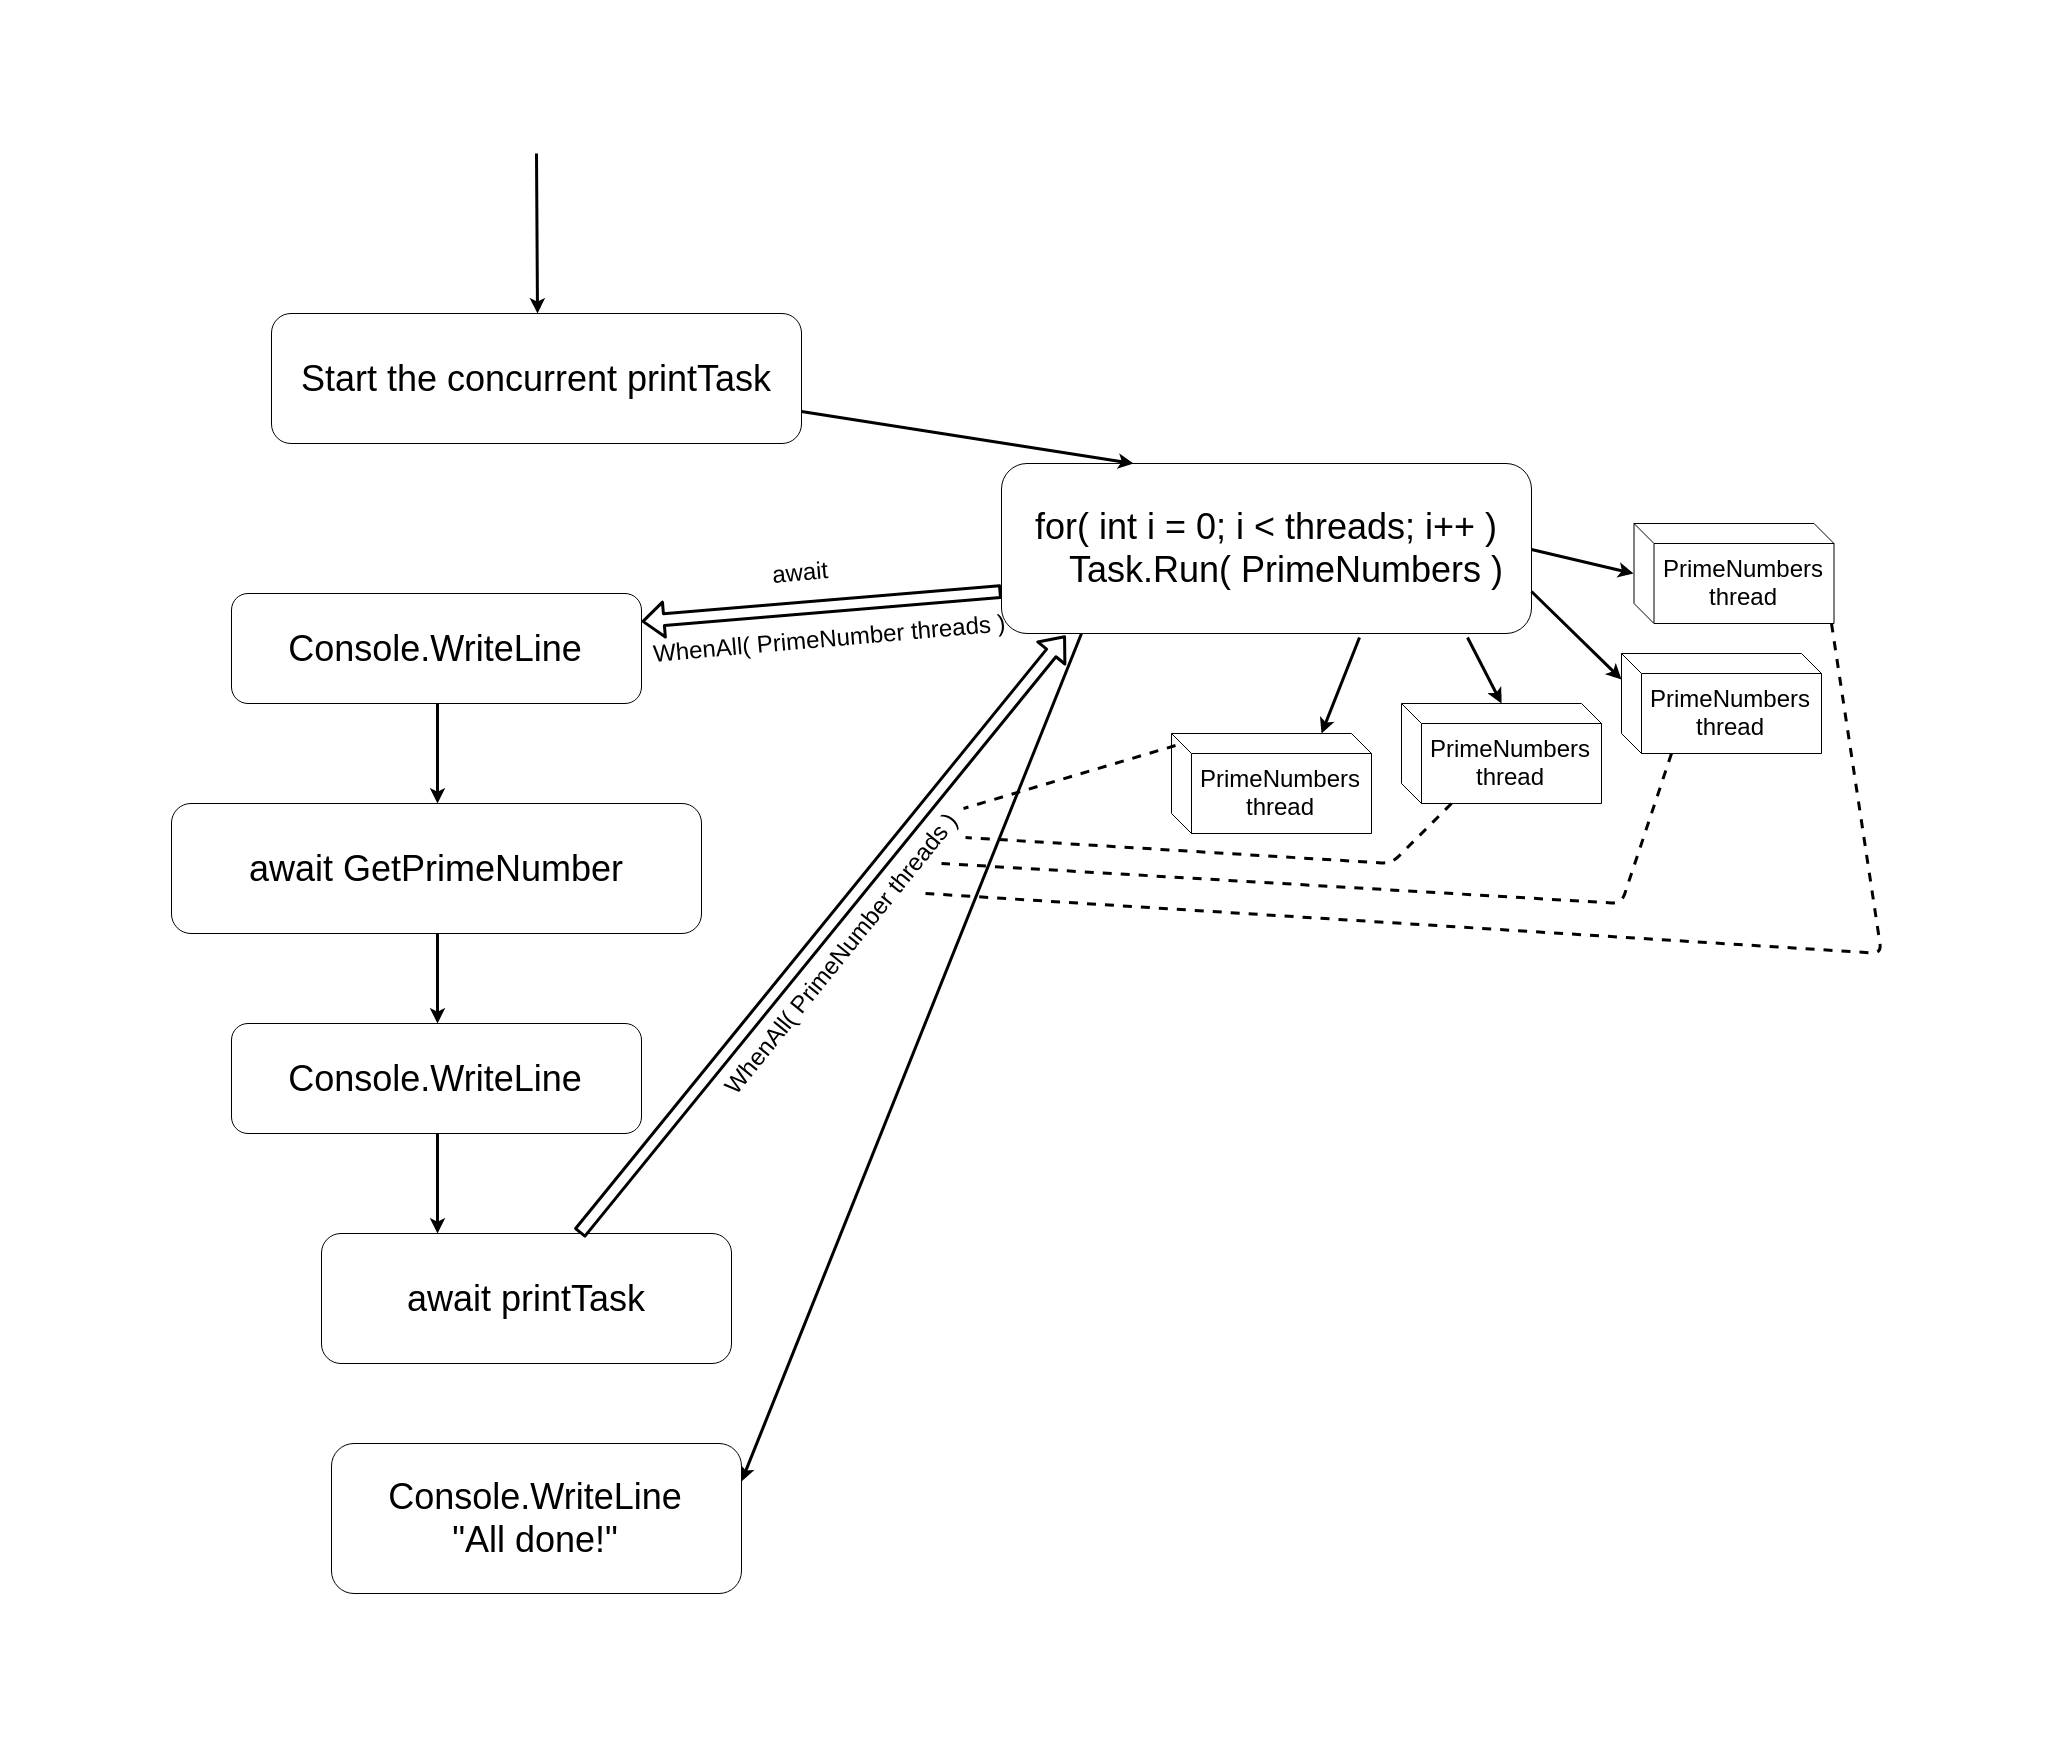 Start the concurrent printTask
for( int i = 0; i < threads; i++ )
Task.Run( PrimeNumbers )
PrimeNumbers
thread
await
WhenAll( PrimeNumber threads )
Console.WriteLine
PrimeNumbers
thread
PrimeNumbers
thread
PrimeNumbers
thread
await GetPrimeNumber
WhenAll( PrimeNumber threads )
Console.WriteLine
await printTask
Console.WriteLine
"All done!"